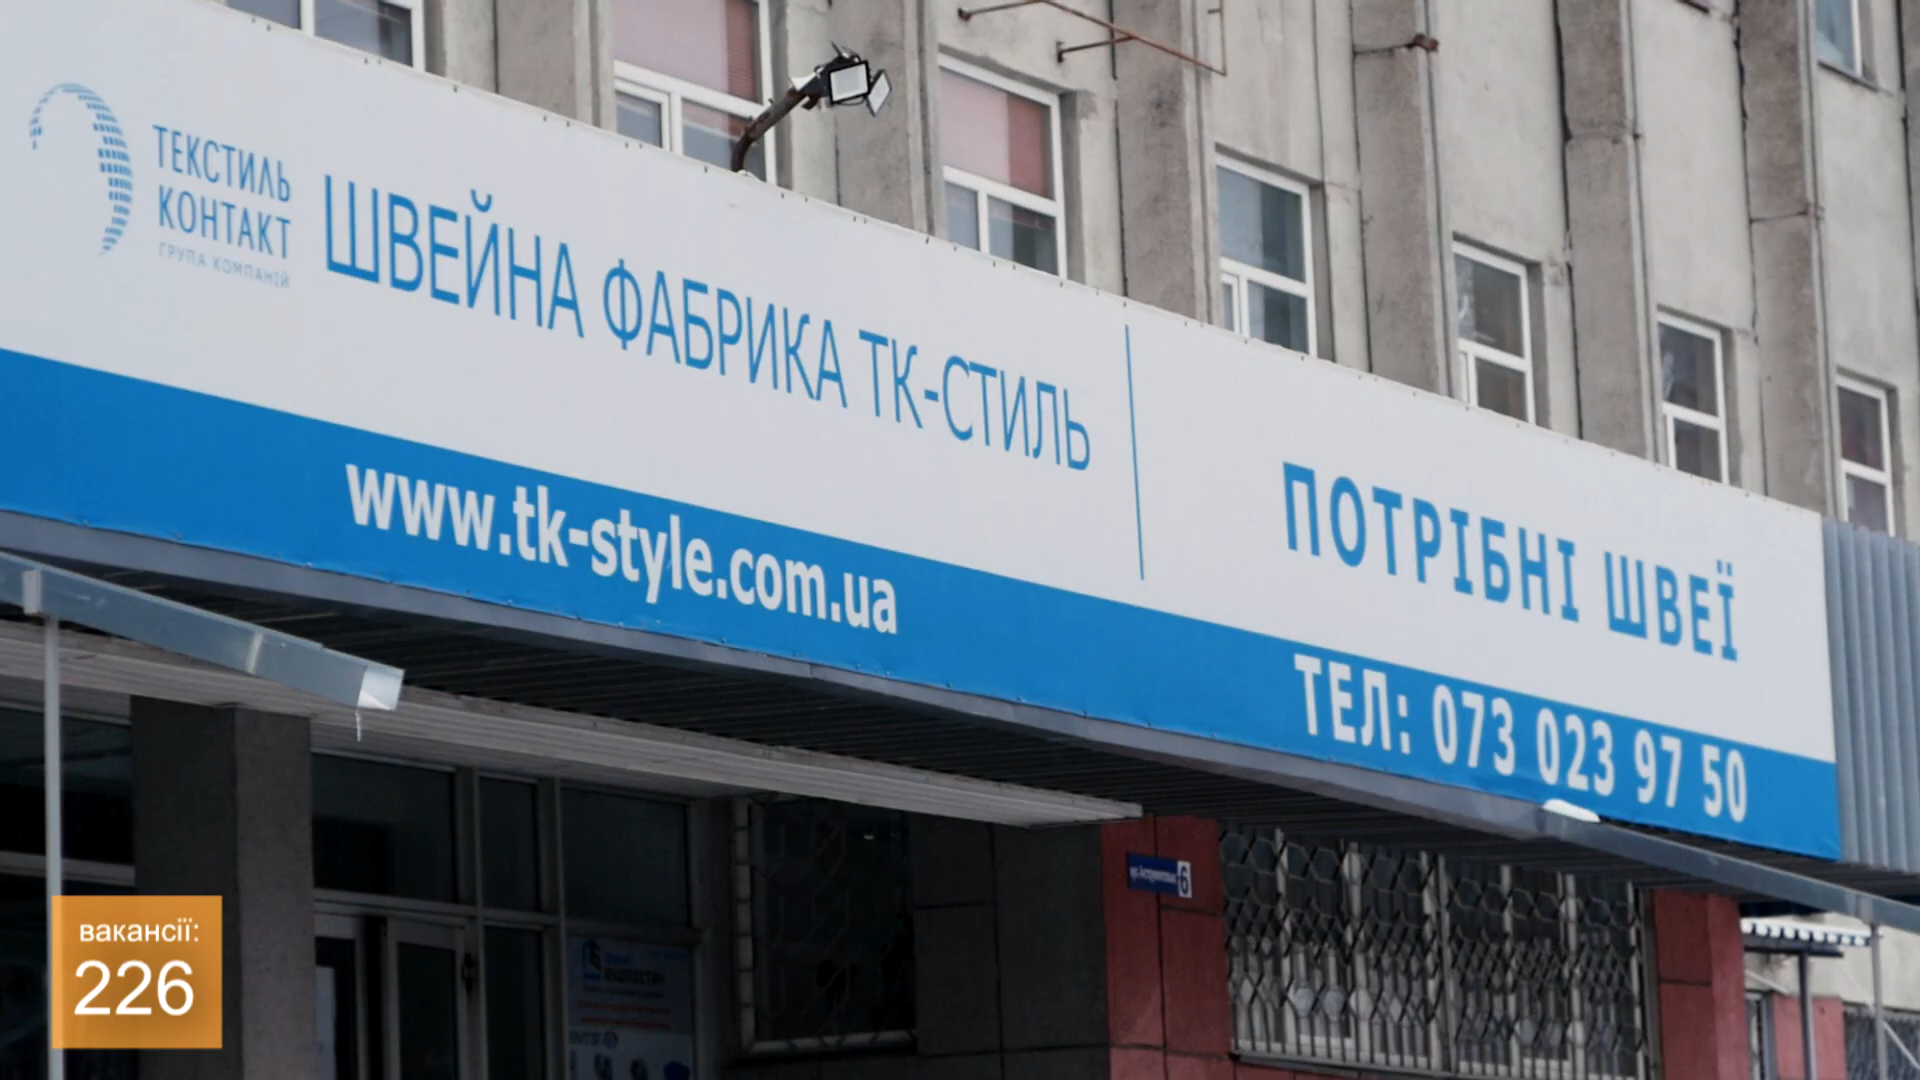 ТЕКСТИЛЬ
КОНТАКТ
ГРУПА КОМПАНІЙ
ШВЕЙНА ФАБРИКА ТК-СТИЛЬ
www.tk-style.com.ua
ПОТРІБНІ ШВЕЇ
ТЕЛ: 073 023 97 50
6
вакансії:
226